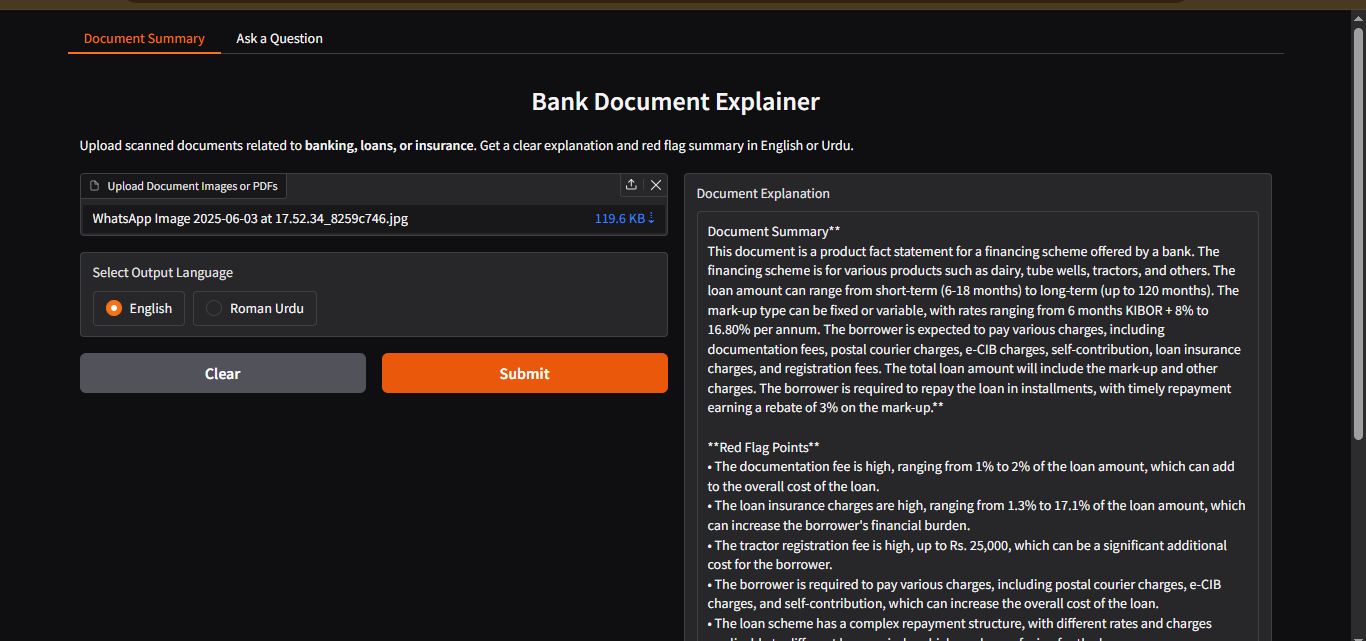 Document Summary
Ask a Question
Bank Document Explainer
Upload scanned documents related to banking, loans, or insurance. Get a clear explanation and red flag summary in English or Urdu.
Upload Document Images or PDFs
WhatsApp Image 2025-06-03 at 17.52.34_8259c746.jpg
119.6 KB ⇣
Select Output Language
English
Roman Urdu
Clear
Submit
Document Explanation
Document Summary**
This document is a product fact statement for a financing scheme offered by a bank. The
financing scheme is for various products such as dairy, tube wells, tractors, and others. The
loan amount can range from short-term (6-18 months) to long-term (up to 120 months). The
mark-up type can be fixed or variable, with rates ranging from 6 months KIBOR + 8% to
16.80% per annum. The borrower is expected to pay various charges, including
documentation fees, postal courier charges, e-CIB charges, self-contribution, loan insurance
charges, and registration fees. The total loan amount will include the mark-up and other
charges. The borrower is required to repay the loan in installments, with timely repayment
earning a rebate of 3% on the mark-up.**
**Red Flag Points**
• The documentation fee is high, ranging from 1% to 2% of the loan amount, which can add
to the overall cost of the loan.
• The loan insurance charges are high, ranging from 1.3% to 17.1% of the loan amount, which
can increase the borrower's financial burden.
• The tractor registration fee is high, up to Rs. 25,000, which can be a significant additional
cost for the borrower.
• The borrower is required to pay various charges, including postal courier charges, e-CIB
charges, and self-contribution, which can increase the overall cost of the loan.
• The loan scheme has a complex repayment structure, with different rates and charges